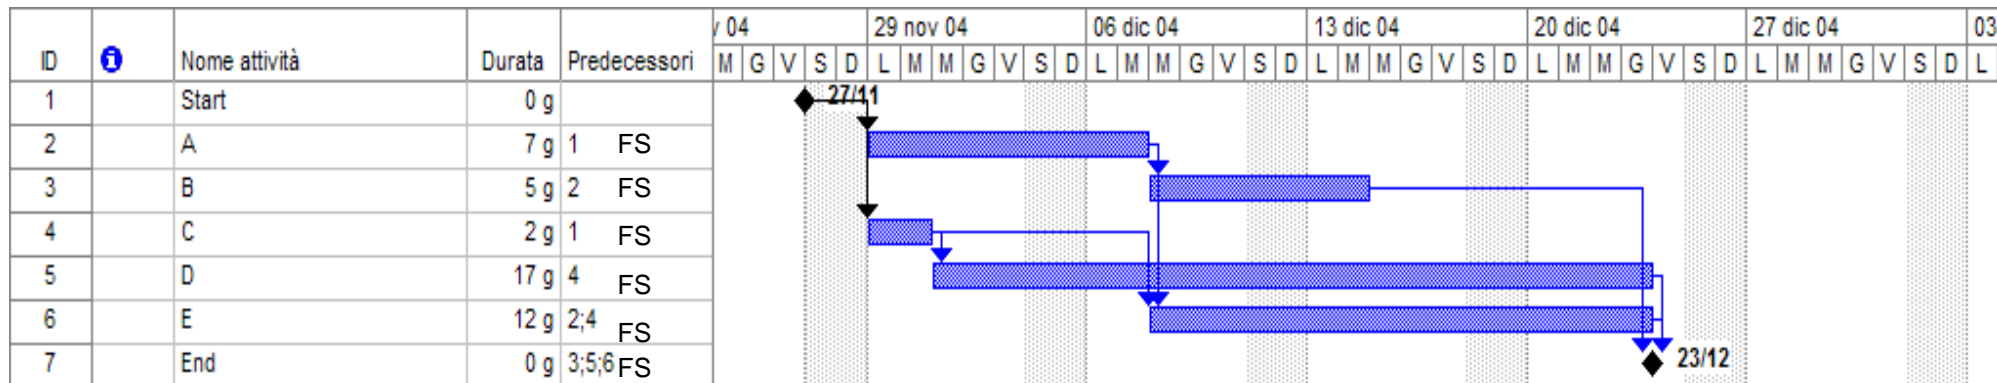 / 04 29 nov 04 06 dic 04 13 dic 04 20 dic 04 27 dic 04 03
ID Nome attività Durata Predecessori M G V S D L M M G V S D L M M G V S D L M M G V S D L M M G V S D L M M G V S D L
1 Start 0 g 27/11
2 A 7 g 1 FS
3 B 5 g 2 FS
4 C 2 g 1 FS
5 D 17 g 4 FS
6 E 12 g 2;4 FS
7 End 0 g 3;5;6 FS 23/12